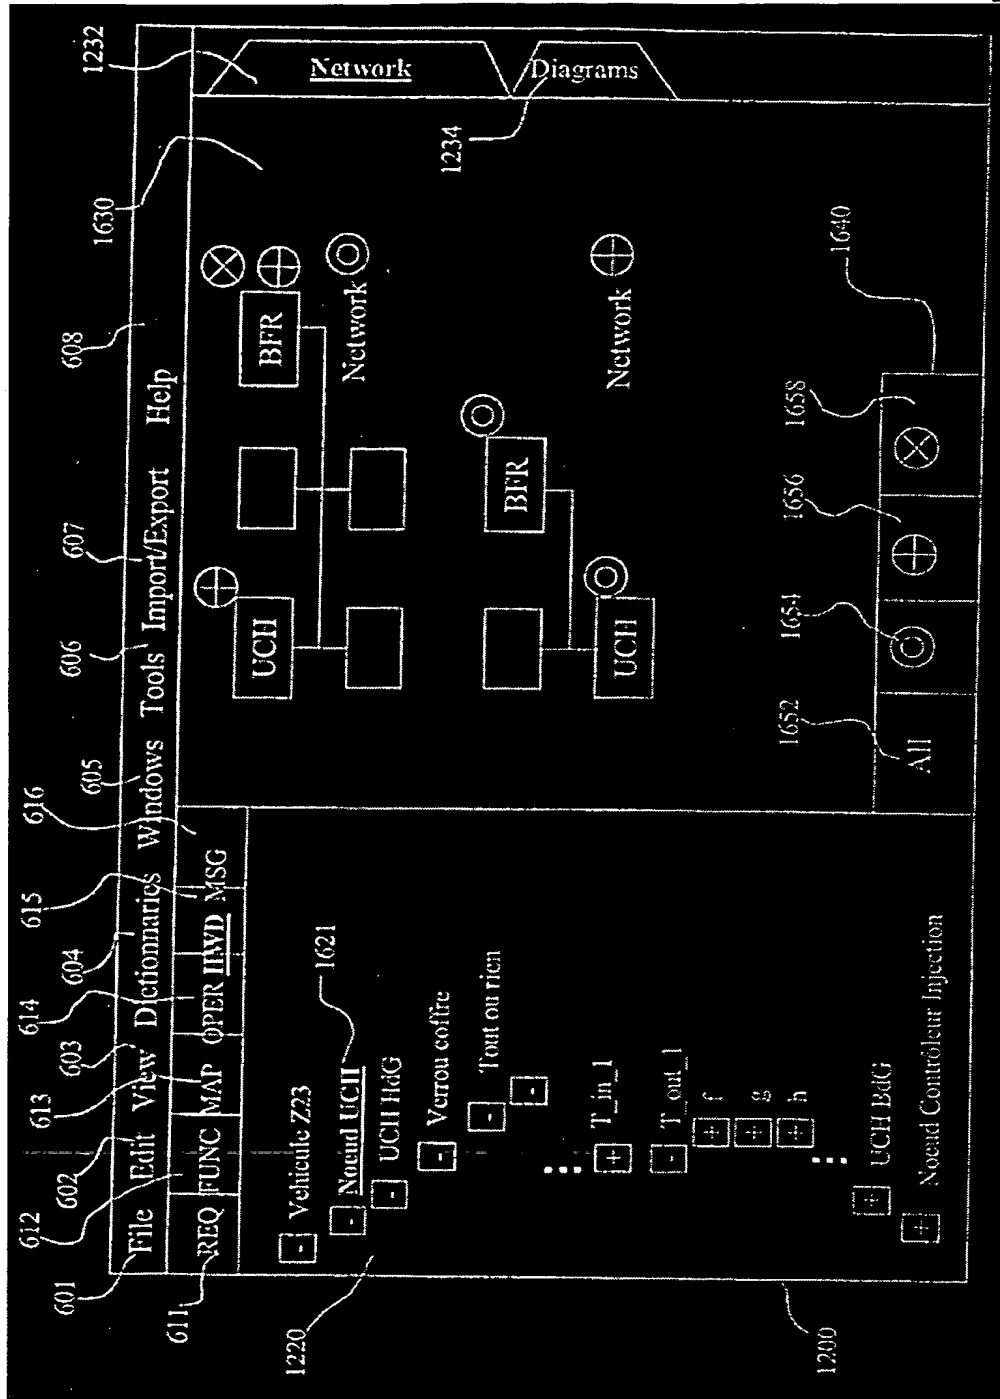 601 602 603 604 605 606 607 608
File Edit View Dictionnaries Windows Tools Import/Export Help
611 612 613 614 615 616
REQ FUNC MAP OPER HWD MSG
1220
Vehicule Z23
Noeud UCH 1621
UCH HdG
Verrou coffre
Tout ou rien
...
T_in_1
T_out_1
f
g
h
...
UCH BdG
Noeud Contrôleur Injection
1200
1630 1232
Network
Diagrams
1234
UCH BFR
Network
BFR
UCH
Network
1652 1654 1656 1658 1640
All